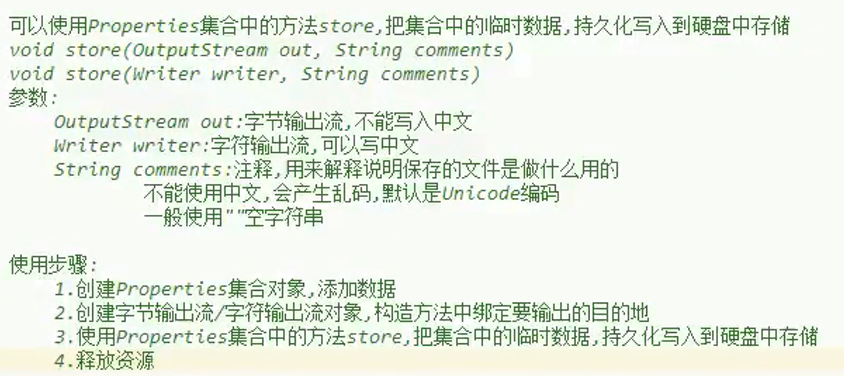 可以使用Properties集合中的方法store,把集合中的临时数据,持久化写入到硬盘中存储
void store(OutputStream out, String comments)
void store(Writer writer, String comments)
参数:
OutputStream out:字节输出流,不能写入中文
Writer writer:字符输出流,可以写中文
String comments:注释,用来解释说明保存的文件是做什么用的
不能使用中文,会产生乱码,默认是Unicode编码
一般使用""空字符串
使用步骤:
1.创建Properties集合对象,添加数据
2.创建字节输出流/字符输出流对象,构造方法中绑定要输出的目的地
3.使用Properties集合中的方法store,把集合中的临时数据,持久化写入到硬盘中存储
4.释放资源